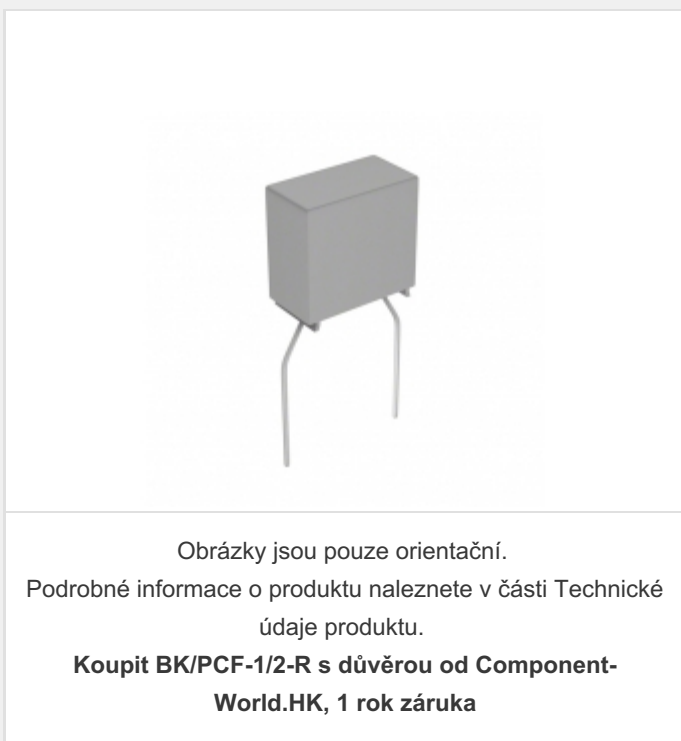 Obrázky jsou pouze orientační.
Podrobné informace o produktu naleznete v části Technické
údaje produktu.
Koupit BK/PCF-1/2-R s důvěrou od Component-
World.HK, 1 rok záruka